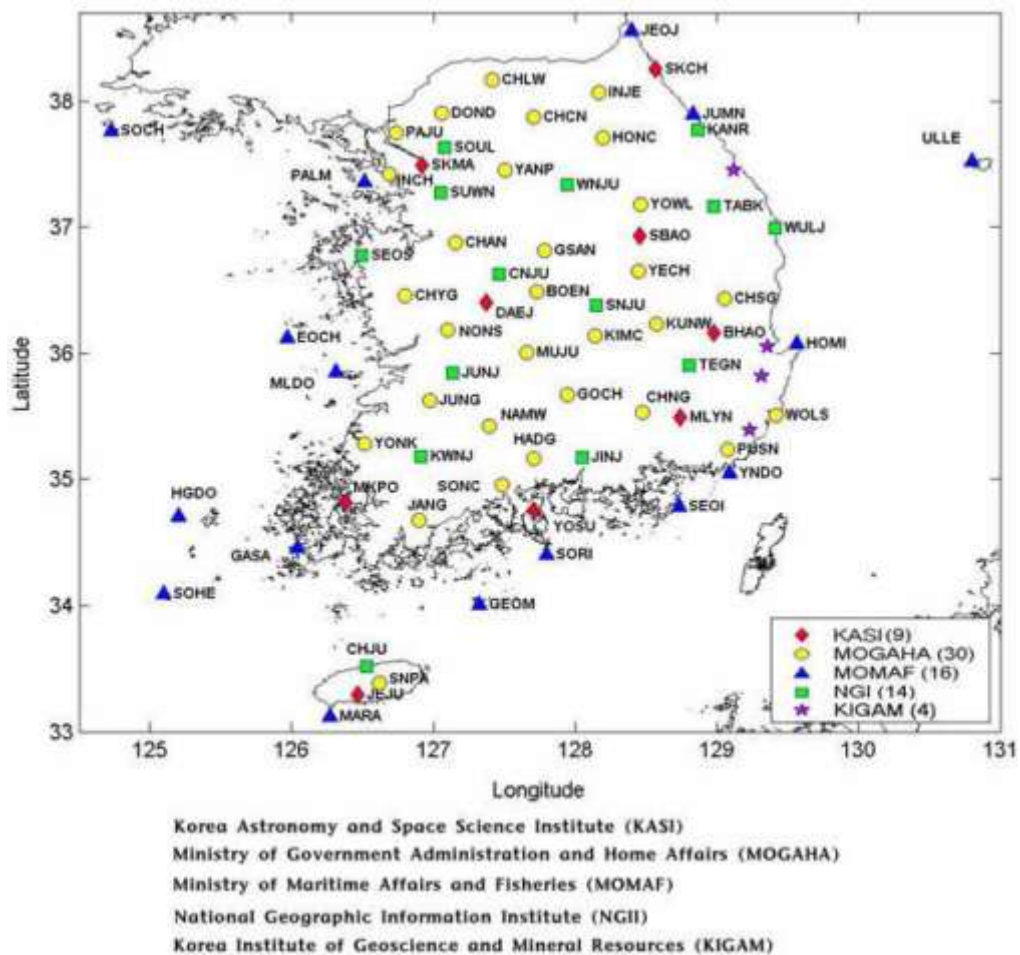 JEOJ
SKCH
CHLW
INJE
38
DOND
CHCN
JUMN
SOCH
PAJU
HONC
KANR
SOUL
ULLE
SKMA
YANP
PALM
INCH
WNJU
SUWN
YOWL
TABK
37
WULJ
CHAN
SBAO
GSAN
SEOS
CNJU
YECH
BOEN
CHYG
SNJU
CHSG
DAEJ
KUNW
NONS
KIMC
BHAO
EOCH
HOMI
36
MUJU
TEGN
MLDO
JUNJ
JUNG
GOCH
CHNG
NAMW
MLYN
WOLS
YONK
HADG
PUSN
KWNJ
JINJ
35
YNDO
MKPO
SONC
HGDO
JANG
YOSU
SEOI
GASA
SORI
SOHE
34
GEOM
CHJU
SNPA
JEJU
MARA
33
Latitude
KASI(9)
MOGAHA (30)
MOMAF (16)
NGI (14)
KIGAM (4)
125 126 127 128 129 130 131
Longitude
Korea Astronomy and Space Science Institute (KASI)
Ministry of Government Administration and Home Affairs (MOGAHA)
Ministry of Maritime Affairs and Fisheries (MOMAF)
National Geographic Information Institute (NGII)
Korea Institute of Geoscience and Mineral Resources (KIGAM)